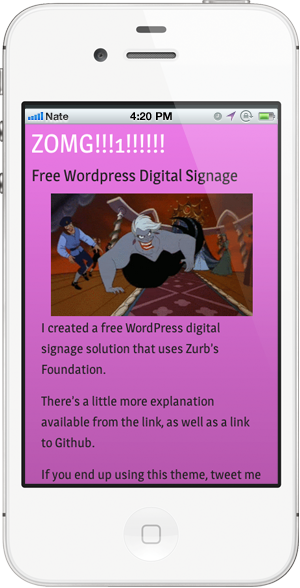 Nate 4:20 PM
ZOMG!!!1!!!!!!
Free Wordpress Digital Signage
I created a free WordPress digital
signage solution that uses Zurb's
Foundation.
There's a little more explanation
available from the link, as well as a link
to Github.
If you end up using this theme, tweet me